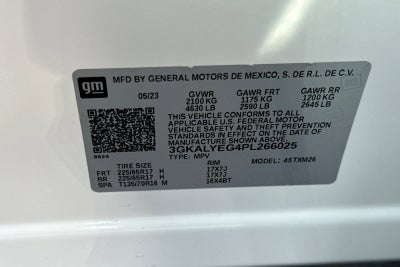 gm
MFD BY GENERAL MOTORS DE MEXICO, S. DE R.L. DE C.V.
05/23 GVWR GAWR FRT GAWR RR
2100 KG 1175 KG 1200 KG
4630 LB 2590 LB 2645 LB
THIS VEHICLE CONFORMS TO ALL
APPLICABLE U.S. FEDERAL MOTOR
VEHICLE SAFETY AND THEFT PREVENTION
STANDARDS IN EFFECT ON THE DATE OF
MANUFACTURE SHOWN ABOVE.
3GKALYEG4PL266025
0624 TYPE: MPV MODEL: 4STXM26
TIRE SIZE RIM
FRT 225/65R17 H 17X7J
RR 225/65R17 H 17X7J
SPA T135/70R16 M 16X4BT